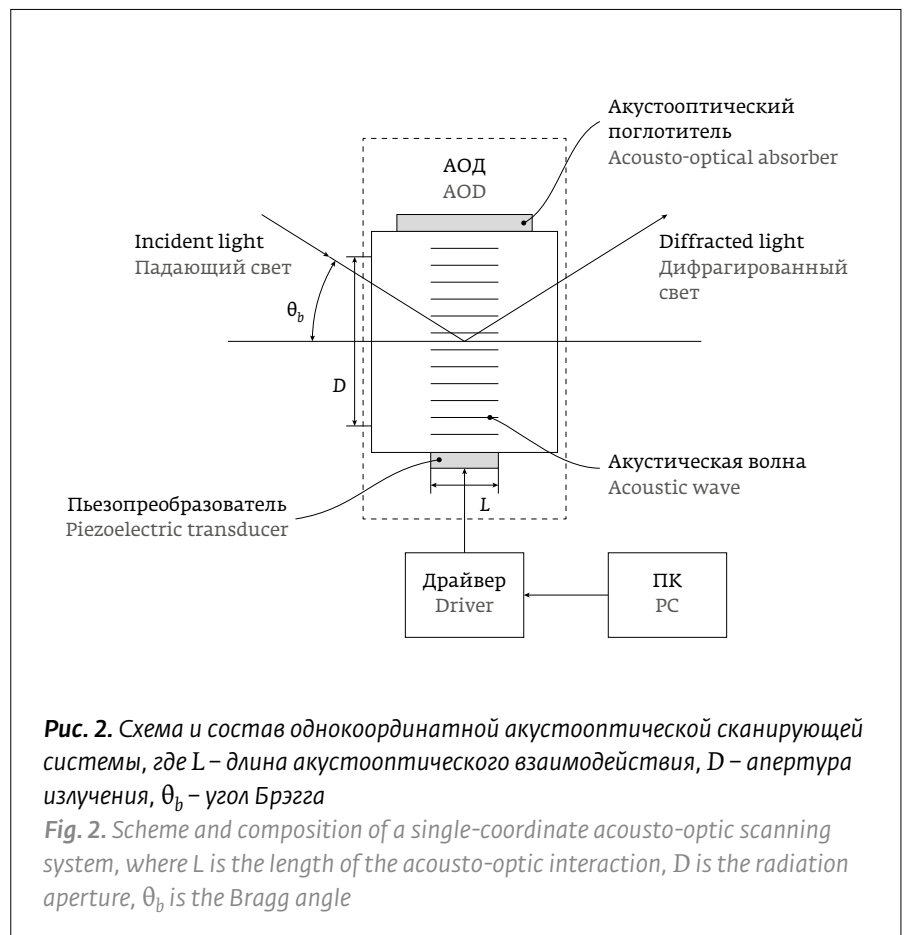 Акустооптический
поглотитель
Acousto-optical absorber
АОД
AOD
Incident light
Падающий свет
Diffracted light
Дифрагированный
свет
θb
D
Акустическая волна
Acoustic wave
L
Пьезопреобразователь
Piezoelectric transducer
Драйвер
Driver
ПК
PC
Рис. 2. Схема и состав однокоординатной акустооптической сканирующей
системы, где L – длина акустооптического взаимодействия, D – апертура
излучения, θb – угол Брэгга
Fig. 2. Scheme and composition of a single-coordinate acousto-optic scanning
system, where L is the length of the acousto-optic interaction, D is the radiation
aperture, θb is the Bragg angle